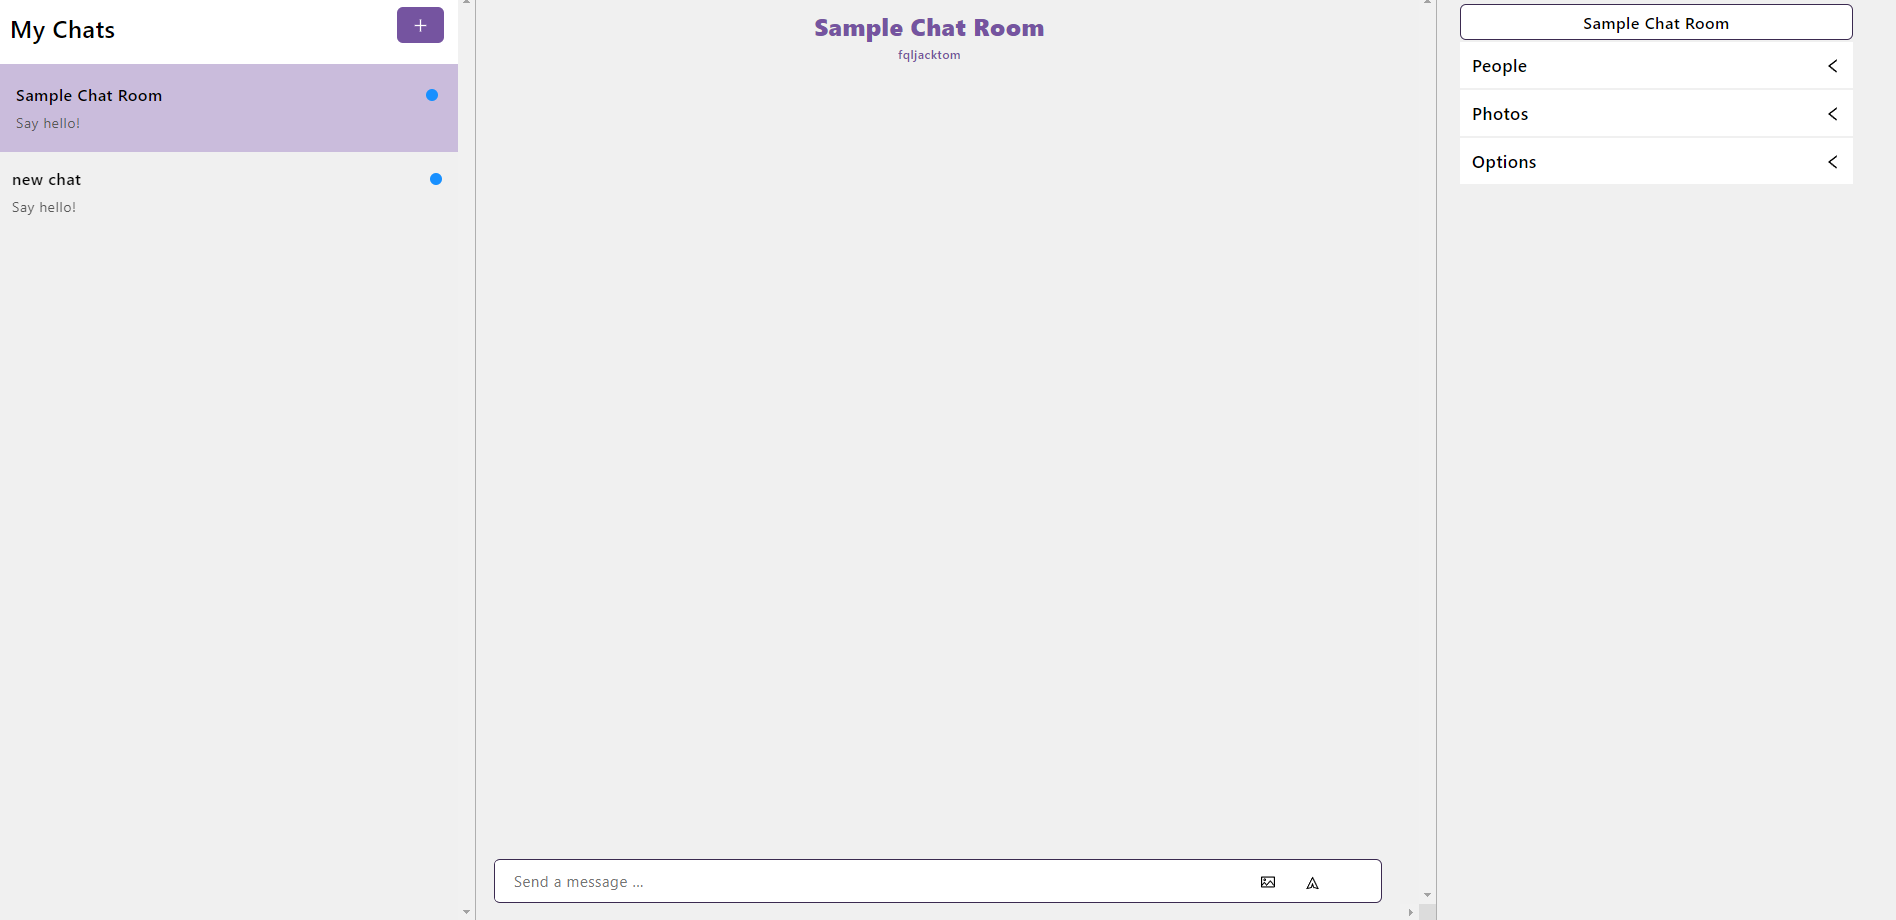 My Chats
+
Sample Chat Room
Say hello!
new chat
Say hello!
Sample Chat Room
fqljacktom
Send a message ...
Sample Chat Room
People
Photos
Options